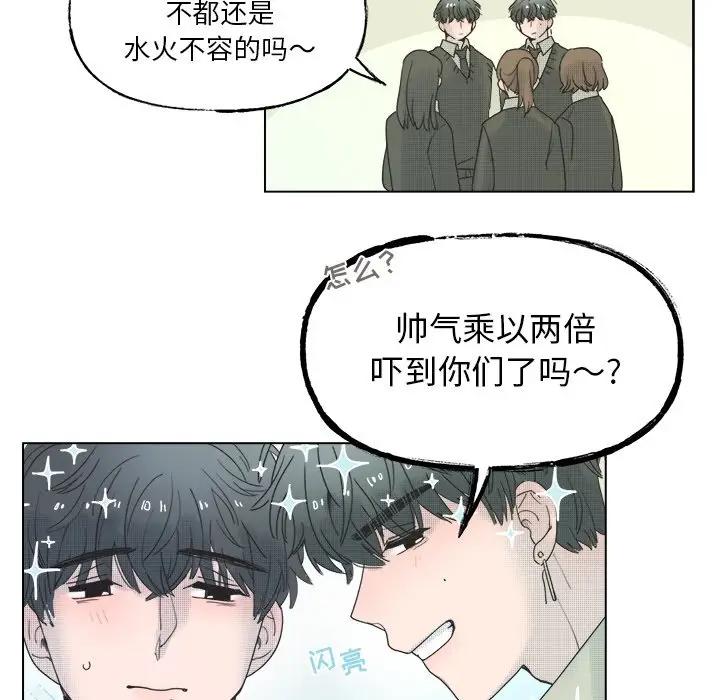 不都还是
水火不容的吗～
怎么？
帅气乘以两倍
吓到你们了吗～？
闪亮